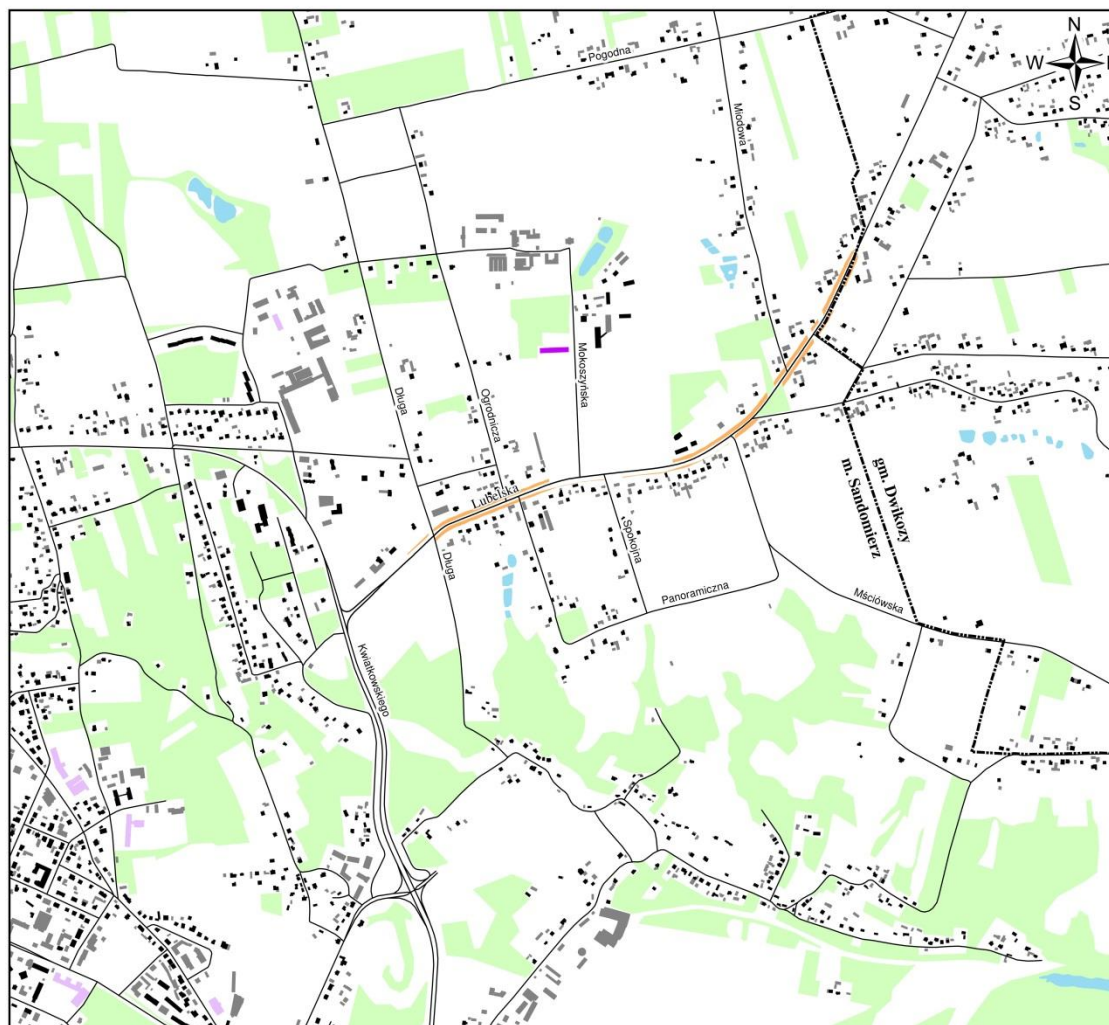 N
W
E
S
Pogodna
Miodowa
Mokoszyńska
Długa
Ogrodnicza
Lubelska
gm. Dwikozy
m. Sandomierz
Spokojna
Długa
Panoramiczna
Mściówska
Kwiatkowskiego